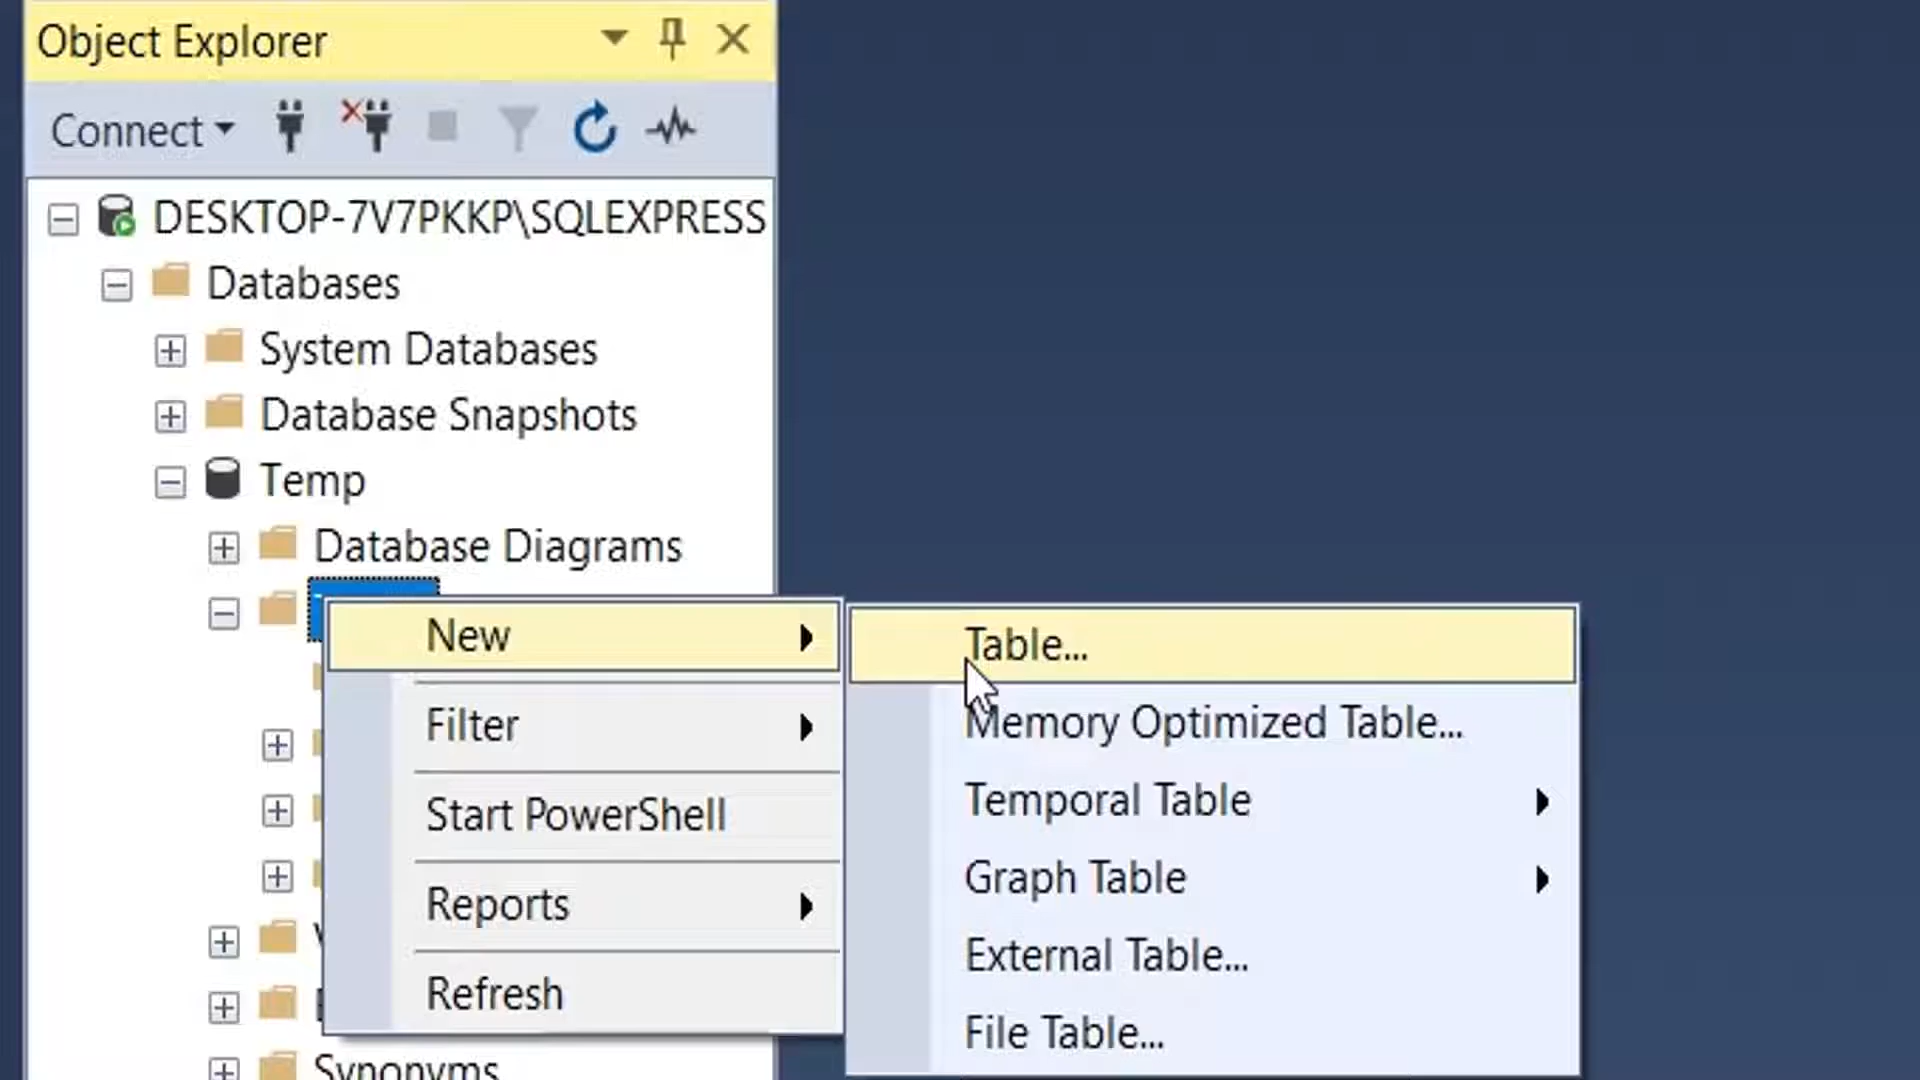 Object Explorer
Connect
DESKTOP-7V7PKKP\SQLEXPRESS
Databases
System Databases
Database Snapshots
Temp
Database Diagrams
New
Filter
Start PowerShell
Reports
Refresh
Table...
Memory Optimized Table...
Temporal Table
Graph Table
External Table...
File Table...
Synonyms